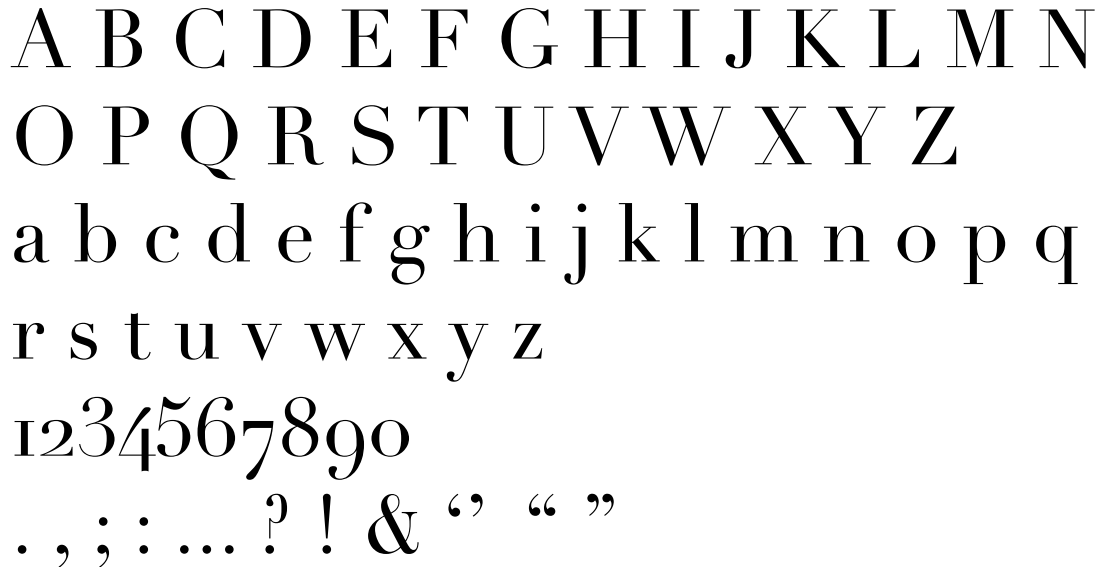 A B C D E F G H I J K L M N
O P Q R S T U V W X Y Z
a b c d e f g h i j k l m n o p q
r s t u v w x y z
1234567890
. , ; : ... ? ! & ‘ ’ “ ”